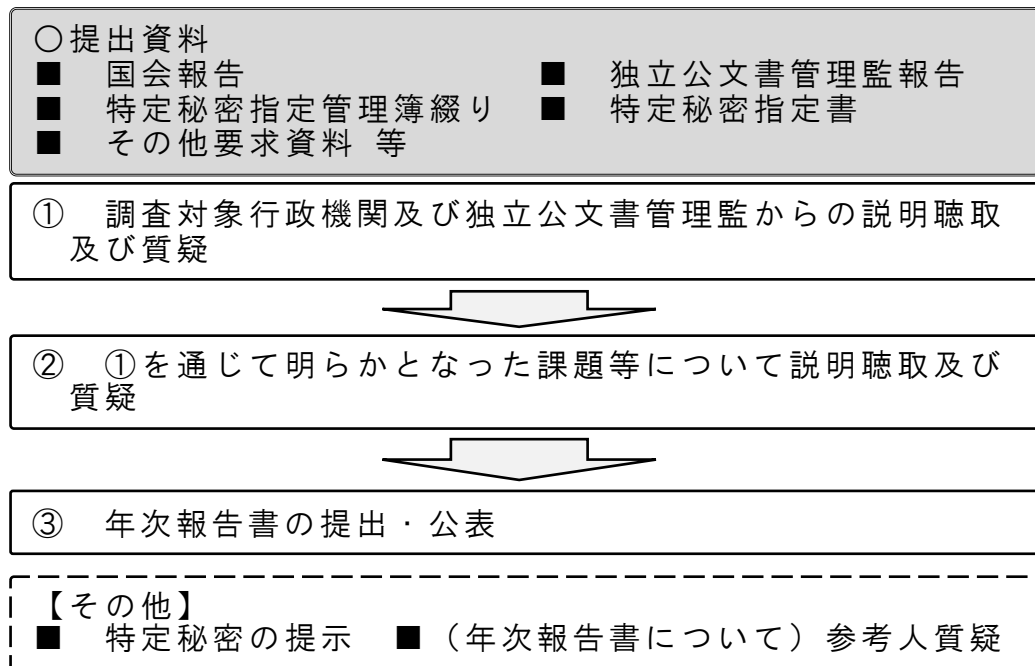 ○提出資料
■ 国会報告 ■ 独立公文書管理監報告
■ 特定秘密指定管理簿綴り ■ 特定秘密指定書
■ その他要求資料 等
① 調査対象行政機関及び独立公文書管理監からの説明聴取
及び質疑
② ①を通じて明らかとなった課題等について説明聴取及び
質疑
③ 年次報告書の提出・公表
【その他】
■ 特定秘密の提示 ■（年次報告書について）参考人質疑